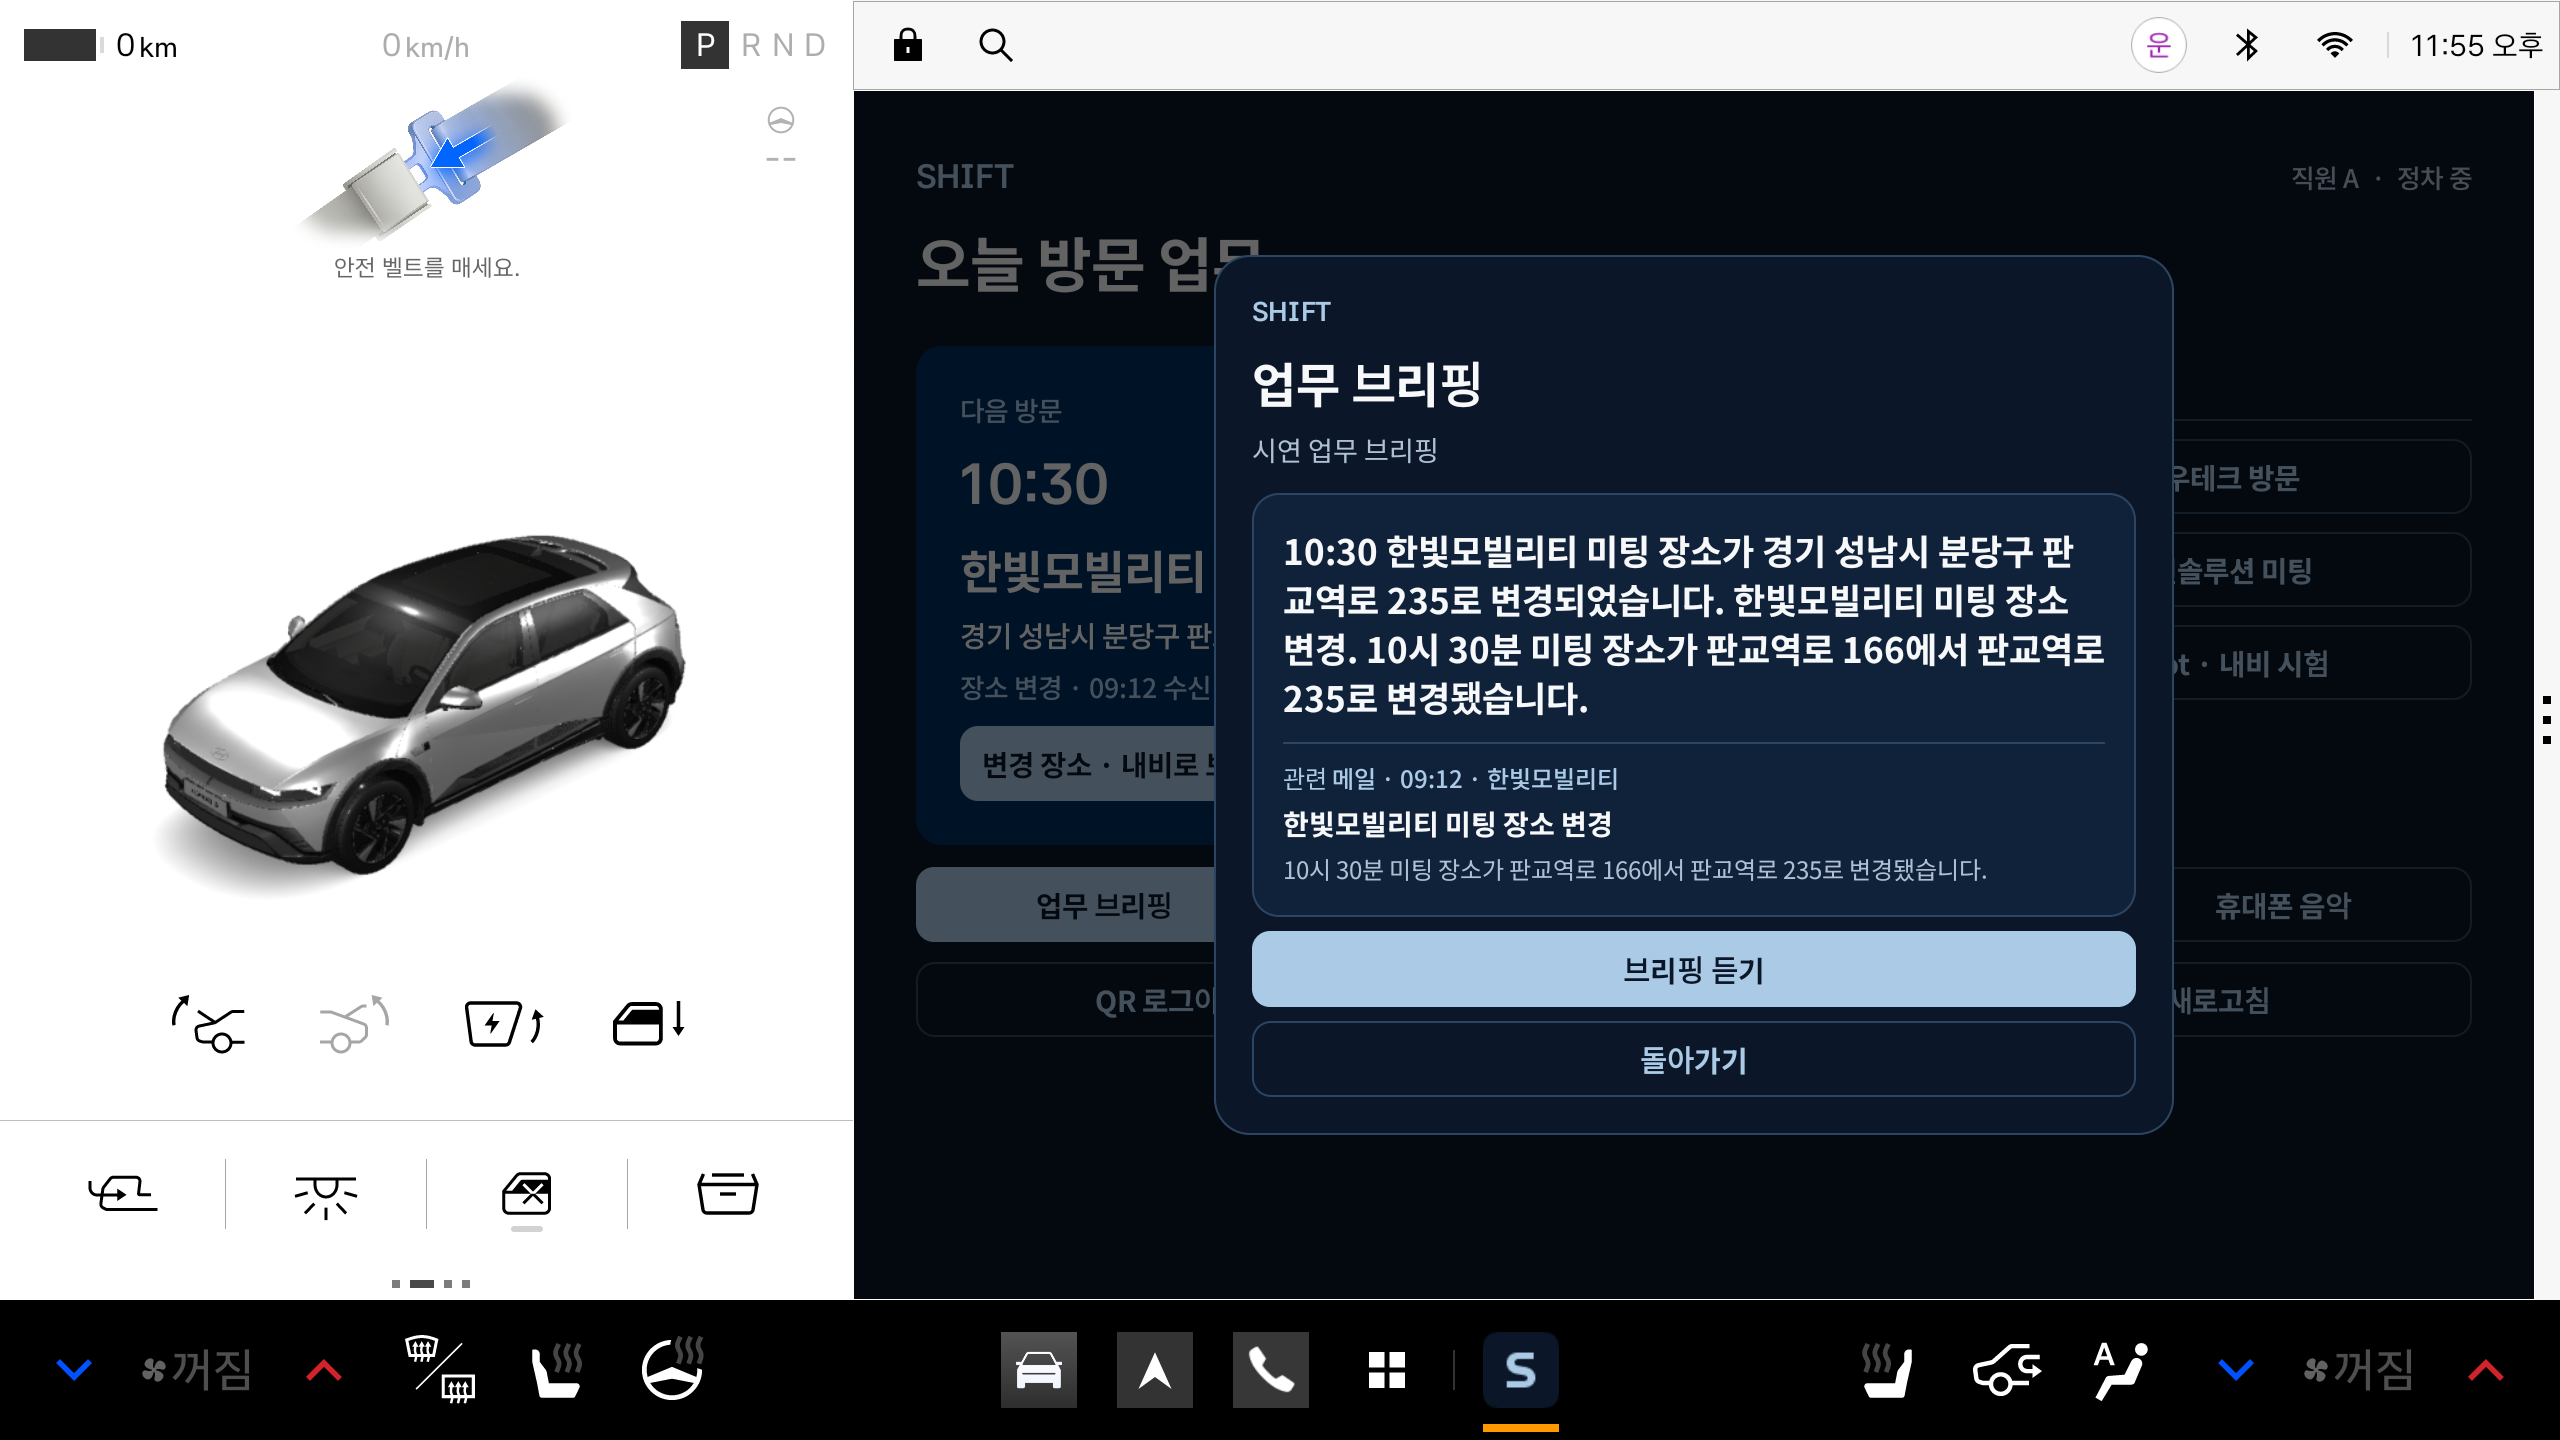 0 km
0 km/h
P R N D
안전 벨트를 매세요.
--
운
11:55 오후
SHIFT
직원 A · 정차 중
오늘 방문 업무
다음 방문
10:30
한빛모빌리티
경기 성남시 분당구 판
장소 변경 · 09:12 수신
변경 장소 · 내비로
업무 브리핑
QR 로그
SHIFT
업무 브리핑
시연 업무 브리핑
10:30 한빛모빌리티 미팅 장소가 경기 성남시 분당구 판
교역로 235로 변경되었습니다. 한빛모빌리티 미팅 장소
변경. 10시 30분 미팅 장소가 판교역로 166에서 판교역로
235로 변경됐습니다.
관련 메일 · 09:12 · 한빛모빌리티
한빛모빌리티 미팅 장소 변경
10시 30분 미팅 장소가 판교역로 166에서 판교역로 235로 변경됐습니다.
브리핑 듣기
돌아가기
우테크 방문
솔루션 미팅
· 내비 시험
휴대폰 음악
새로고침
꺼짐
S
A
꺼짐